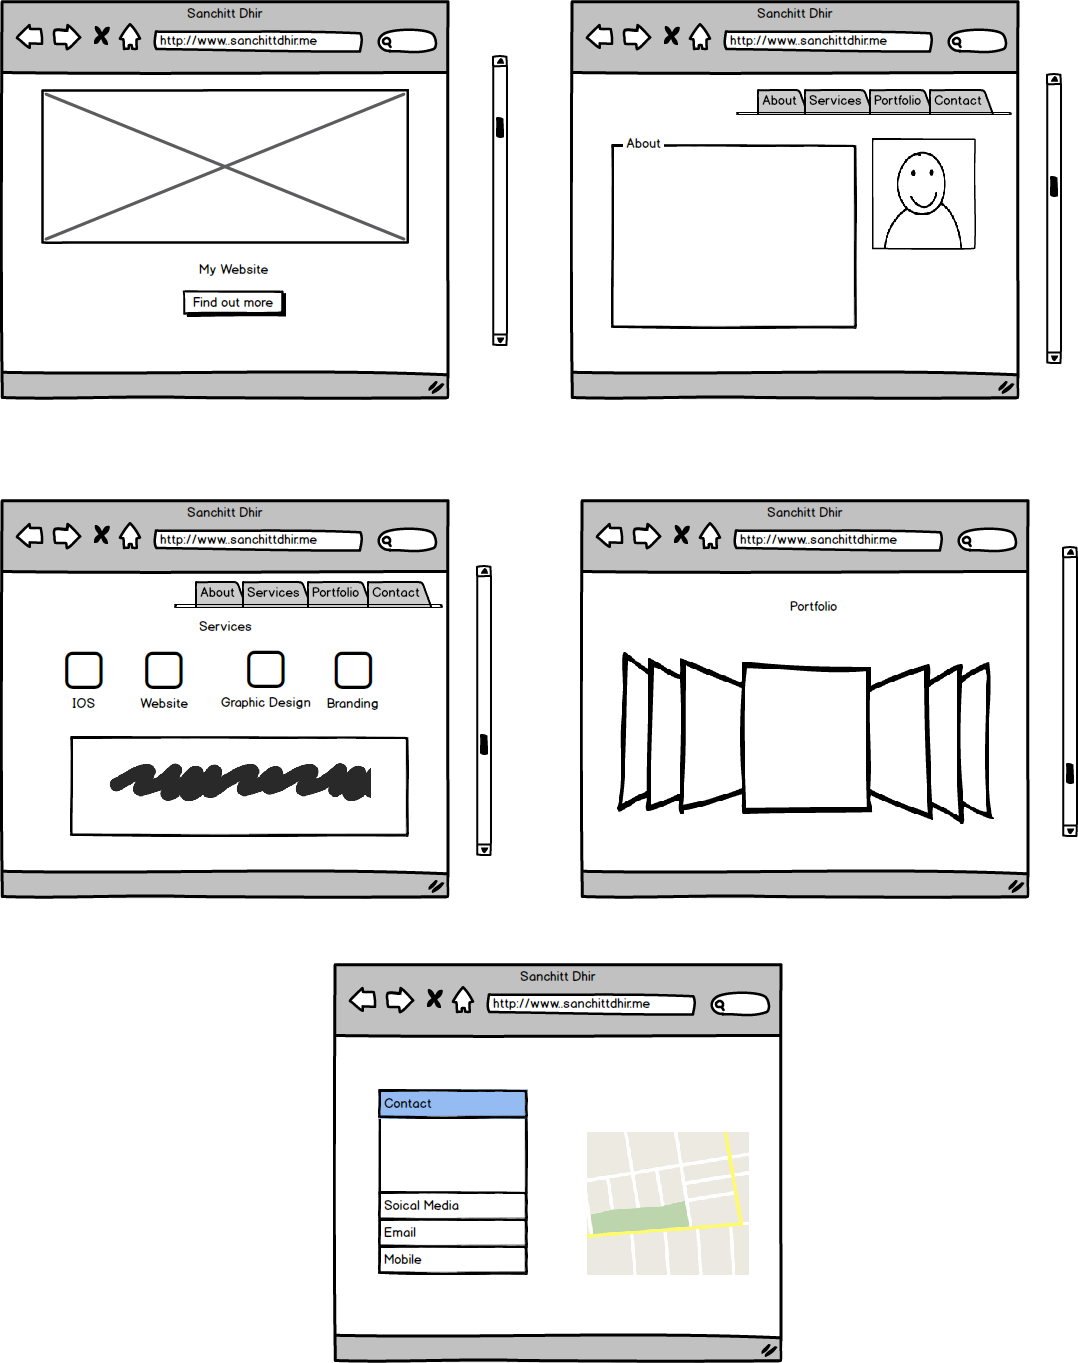 Sanchitt Dhir
http://www..sanchittdhir.me
My Website
Find out more
Sanchitt Dhir
http://www..sanchittdhir.me
About Services Portfolio Contact
About
Sanchitt Dhir
http://www..sanchittdhir.me
About Services Portfolio Contact
Services
IOS Website Graphic Design Branding
Sanchitt Dhir
http://www..sanchittdhir.me
Portfolio
Sanchitt Dhir
http://www..sanchittdhir.me
Contact
Soical Media
Email
Mobile